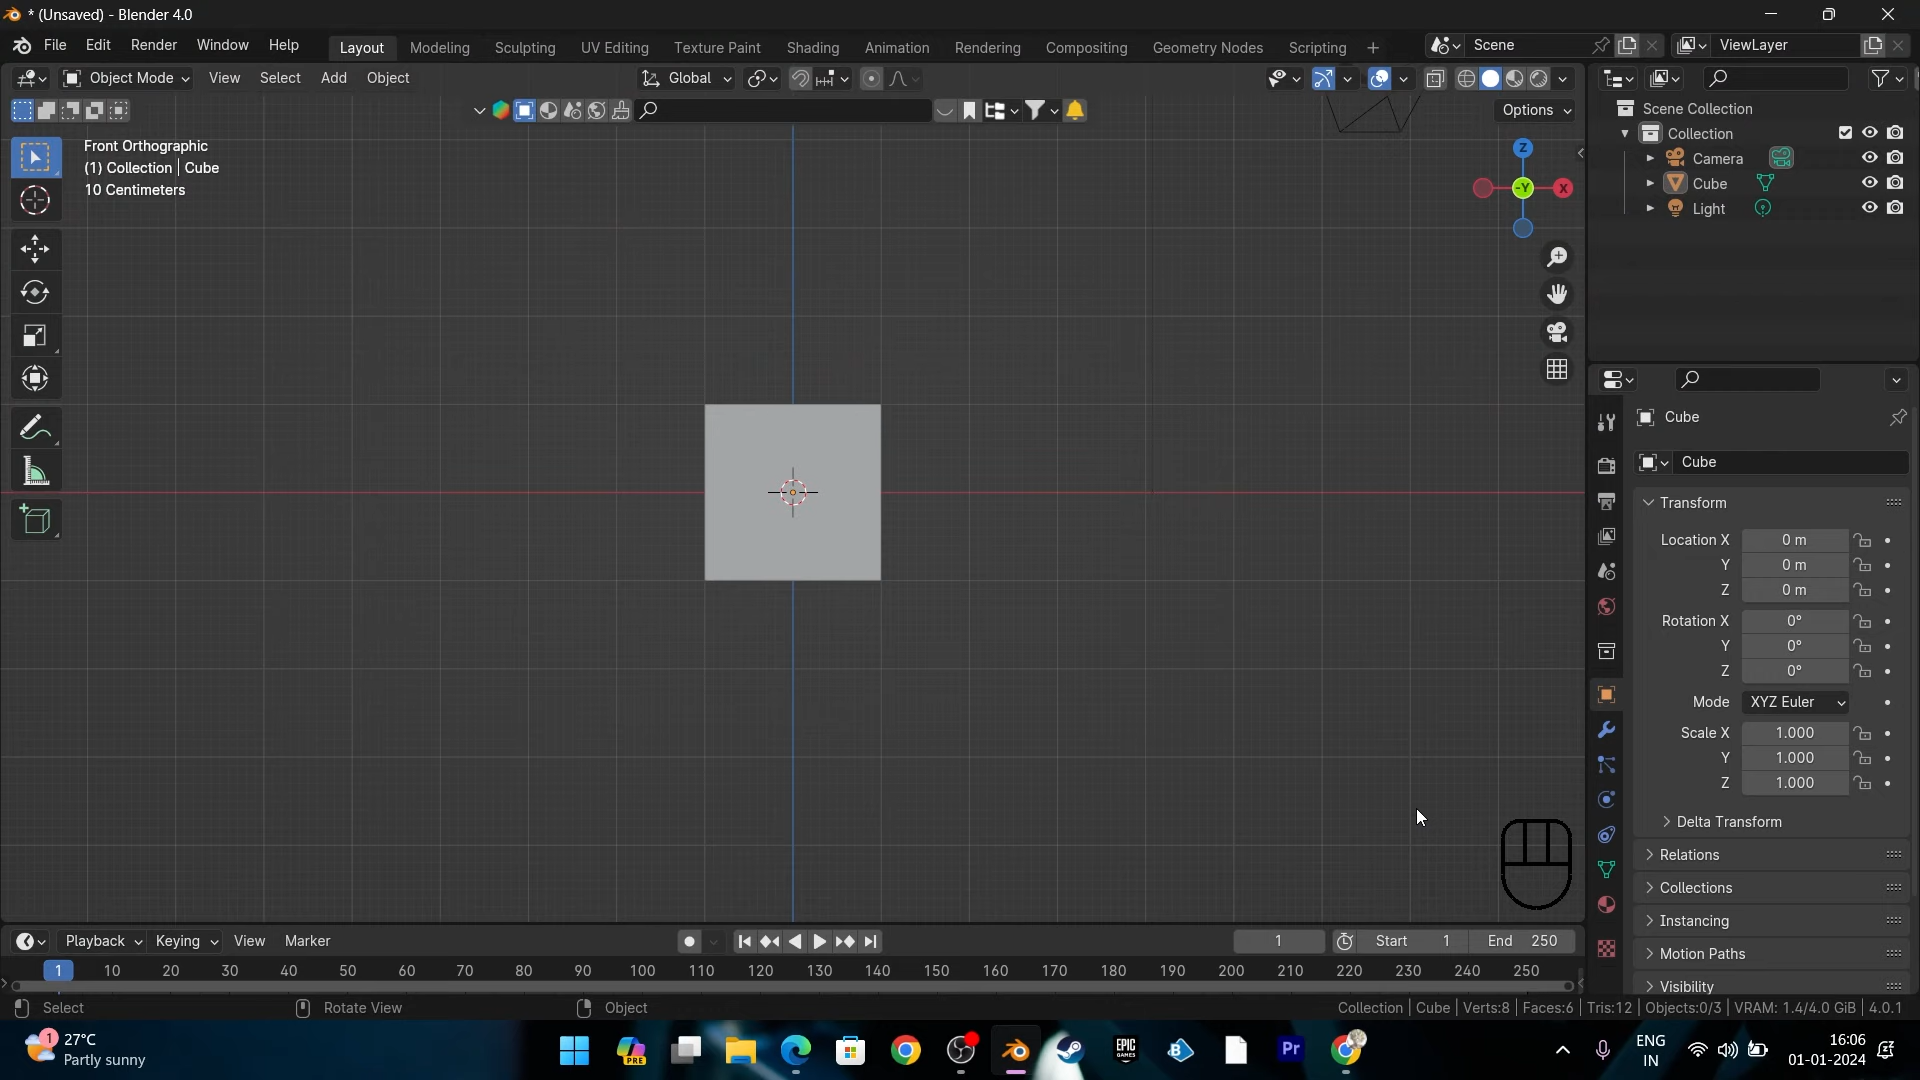 * (Unsaved) - Blender 4.0
File Edit Render Window Help Layout Modeling Sculpting UV Editing Texture Paint Shading Animation Rendering Compositing Geometry Nodes Scripting + Scene ViewLayer
Object Mode View Select Add Object Global
Options
Front Orthographic
(1) Collection | Cube
10 Centimeters
Z
-Y
X
Scene Collection
Collection
Camera
Cube
Light
Cube
Cube
Transform
Location X 0 m
Y 0 m
Z 0 m
Rotation X 0°
Y 0°
Z 0°
Mode XYZ Euler
Scale X 1.000
Y 1.000
Z 1.000
Delta Transform
Relations
Collections
Instancing
Motion Paths
Visibility
Playback Keying View Marker 1 Start 1 End 250
1 10 20 30 40 50 60 70 80 90 100 110 120 130 140 150 160 170 180 190 200 210 220 230 240 250
Select Rotate View Object Collection | Cube | Verts:8 | Faces:6 | Tris:12 | Objects:0/3 | VRAM: 1.4/4.0 GiB | 4.0.1
1 27°C
Partly sunny
PRE
EPIC GAMES
Pr
ENG
IN
16:06
01-01-2024